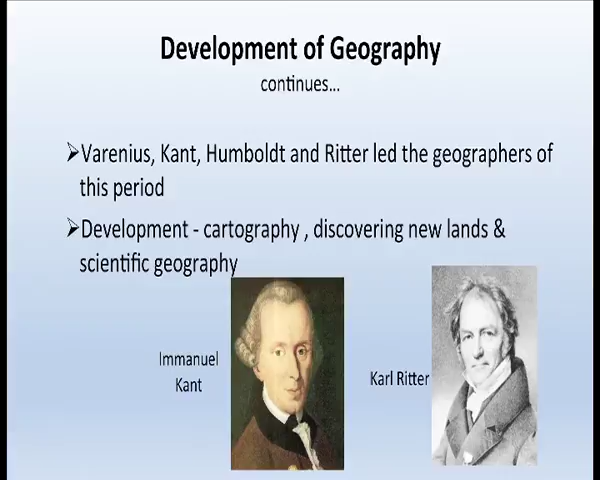 Development of Geography
continues...
➢Varenius, Kant, Humboldt and Ritter led the geographers of
this period
➢Development - cartography , discovering new lands &
scientific geography
Immanuel
Kant
Karl Ritter